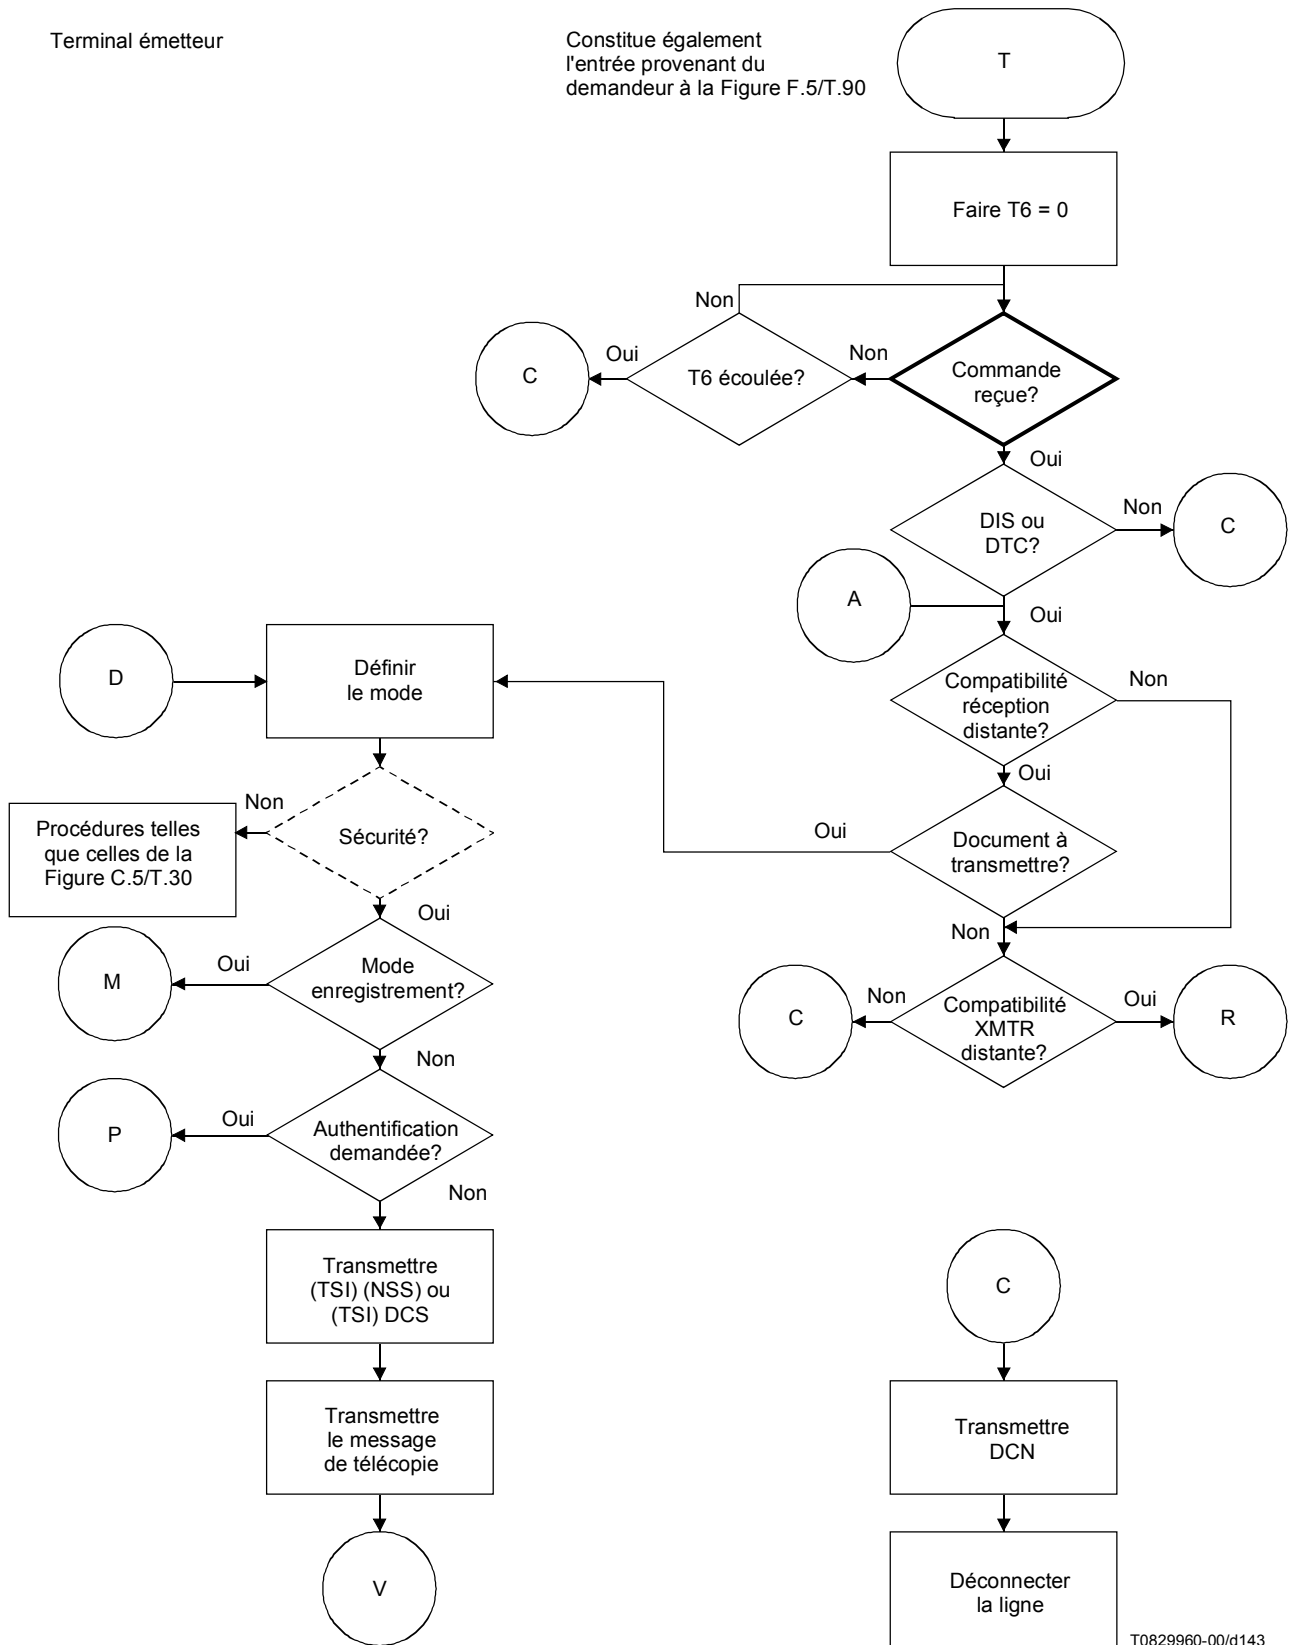 Terminal émetteur
Constitue également
l'entrée provenant du
demandeur à la Figure F.5/T.90
T
Faire T6 = 0
Non
C
Oui
T6 écoulée?
Non
Commande
reçue?
Oui
DIS ou
DTC?
Non
C
A
Oui
D
Définir
le mode
Compatibilité
réception
distante?
Non
Oui
Procédures telles
que celles de la
Figure C.5/T.30
Non
Sécurité?
Oui
Document à
transmettre?
Oui
Non
M
Oui
Mode
enregistrement?
C
Non
Compatibilité
XMTR
distante?
Oui
R
Non
P
Oui
Authentification
demandée?
Non
Transmettre
(TSI) (NSS) ou
(TSI) DCS
C
Transmettre
le message
de télécopie
Transmettre
DCN
V
Déconnecter
la ligne
T0829960-00/d143